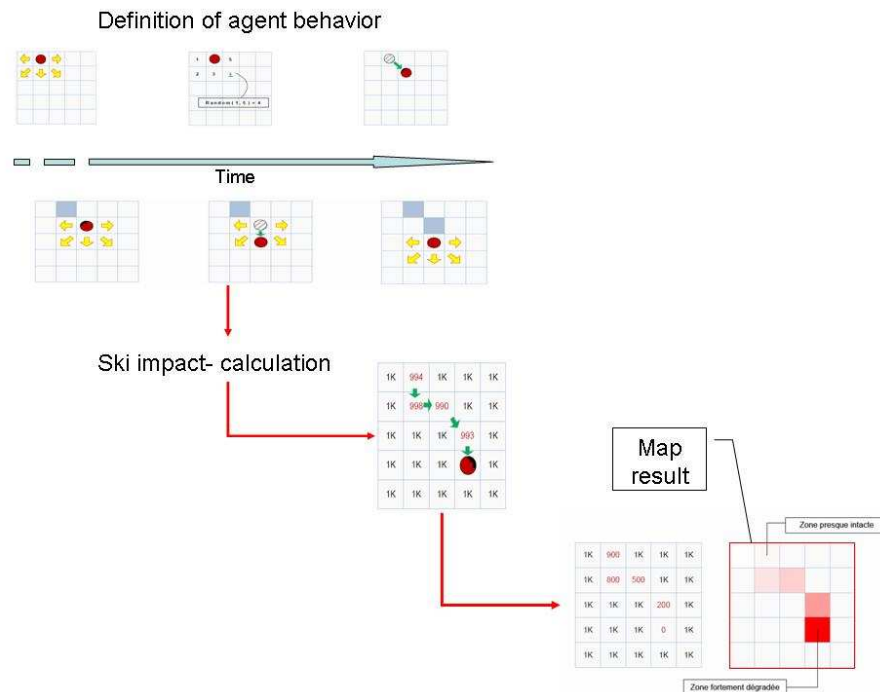 Definition of agent behavior
1 5
2 3 4
Random ( 1, 5 ) = 4
Time
Ski impact- calculation
1K 994 1K 1K 1K
1K 998 990 1K 1K
1K 1K 1K 993 1K
1K 1K 1K 1K
1K 1K 1K 1K 1K
Map
result
Zone presque intacte
1K 900 1K 1K 1K
1K 800 500 1K 1K
1K 1K 1K 200 1K
1K 1K 1K 0 1K
1K 1K 1K 1K 1K
Zone fortement dégradée